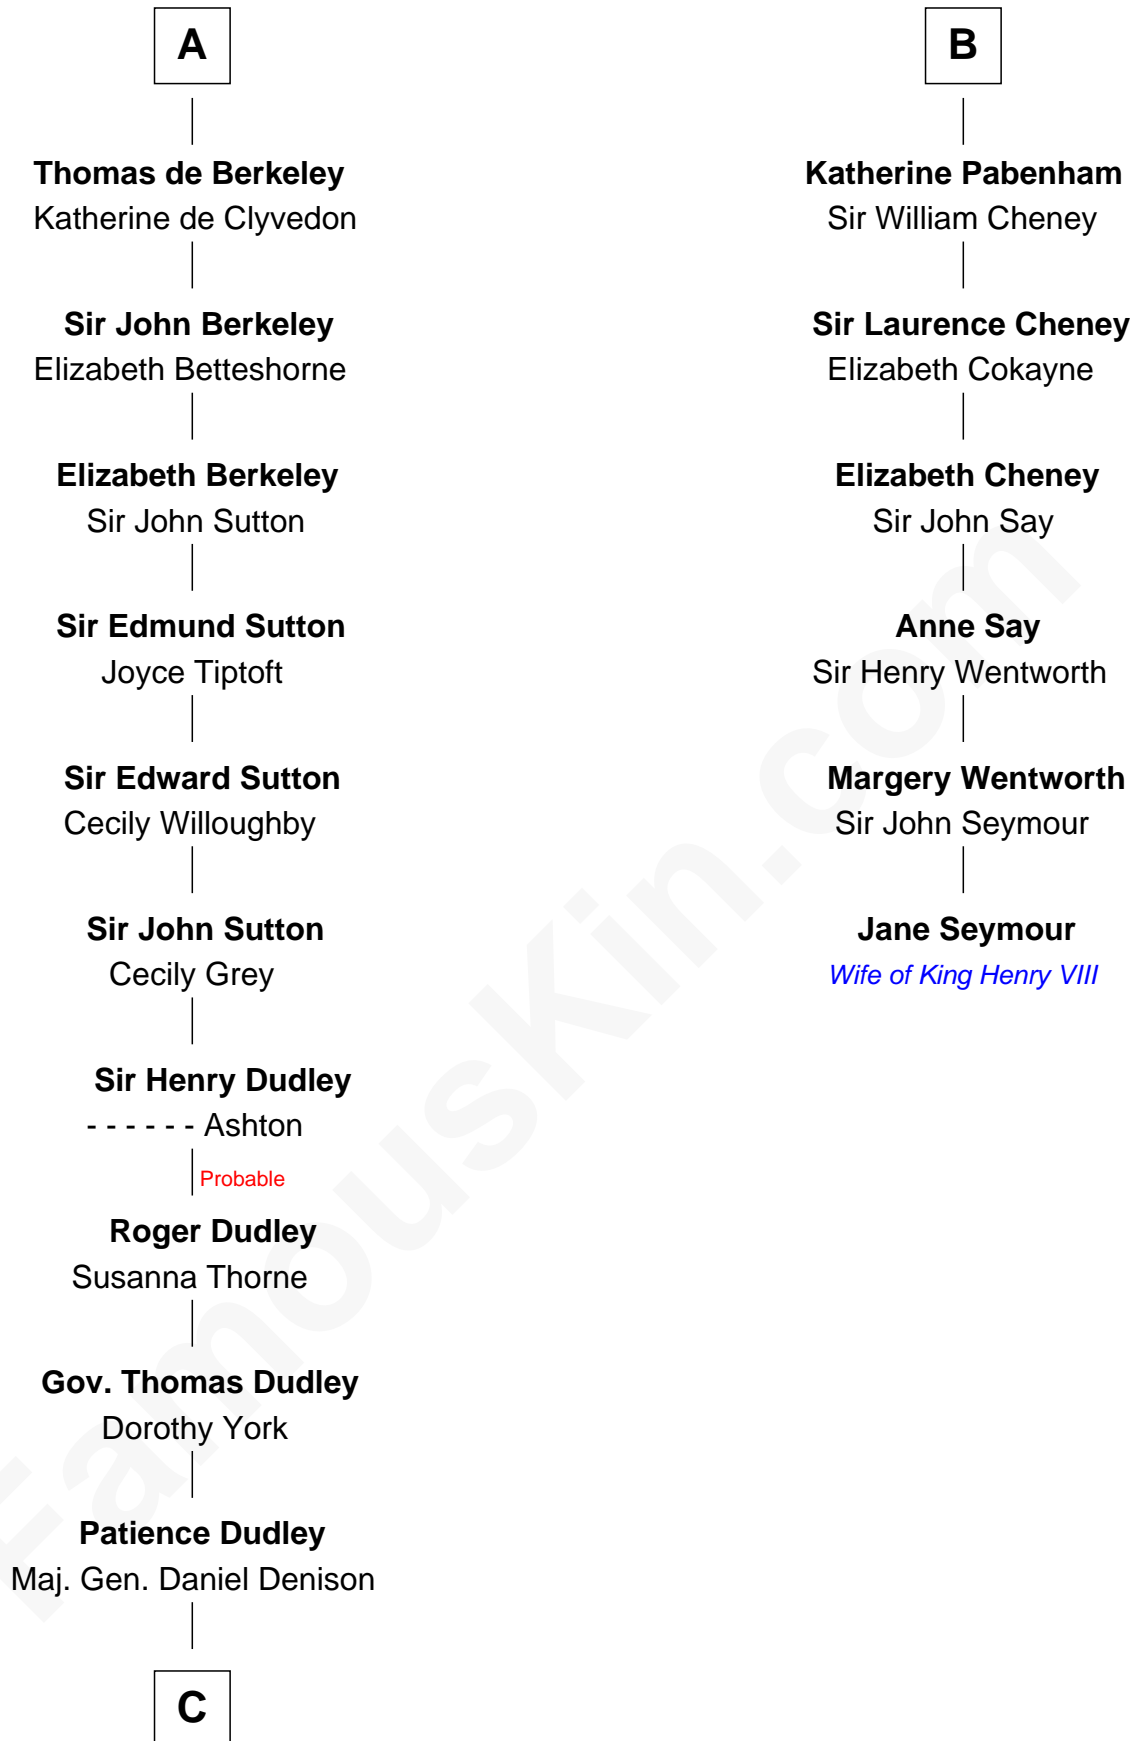 A
Thomas de Berkeley
Katherine de Clyvedon
Sir John Berkeley
Elizabeth Betteshorne
Elizabeth Berkeley
Sir John Sutton
Sir Edmund Sutton
Joyce Tiptoft
Sir Edward Sutton
Cecily Willoughby
Sir John Sutton
Cecily Grey
Sir Henry Dudley
- - - - - - Ashton
Probable
Roger Dudley
Susanna Thorne
Gov. Thomas Dudley
Dorothy York
Patience Dudley
Maj. Gen. Daniel Denison
C
B
Katherine Pabenham
Sir William Cheney
Sir Laurence Cheney
Elizabeth Cokayne
Elizabeth Cheney
Sir John Say
Anne Say
Sir Henry Wentworth
Margery Wentworth
Sir John Seymour
Jane Seymour
Wife of King Henry VIII
FamousKin.com